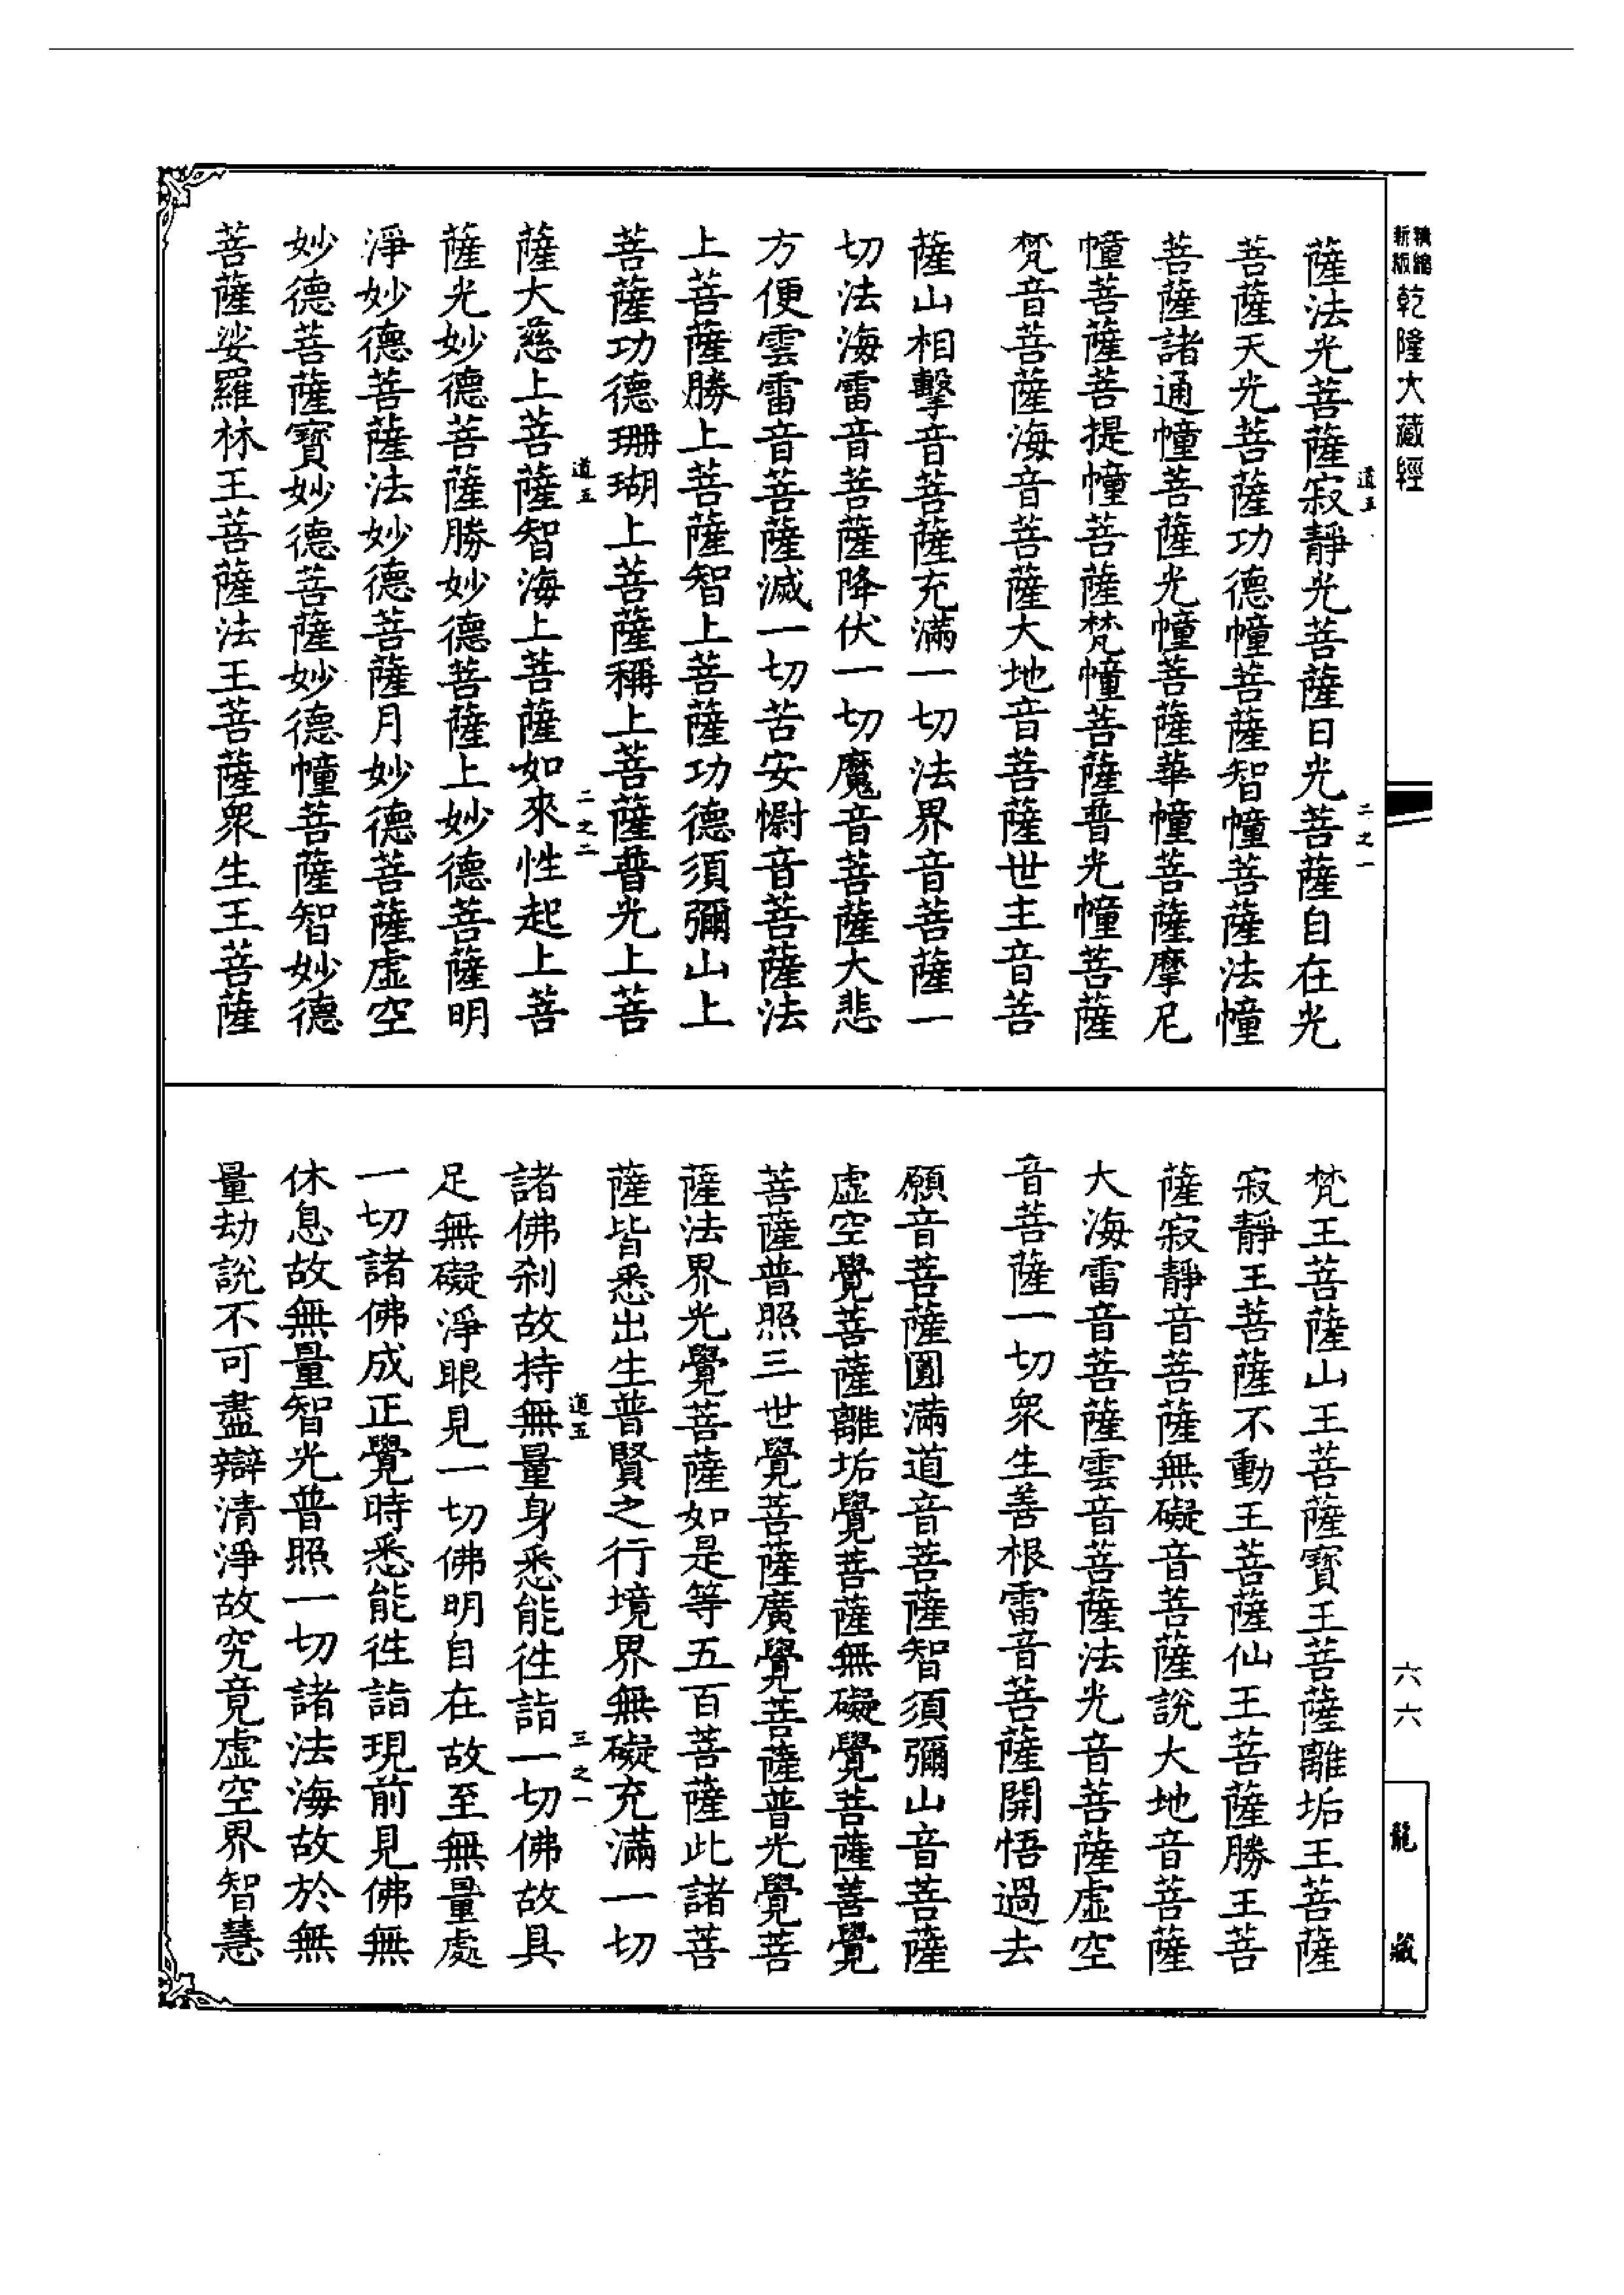 精縮新版乾隆大藏經
道五
二之一
薩法光菩薩寂靜光菩薩日光菩薩自在光
菩薩天光菩薩功德幢菩薩智幢菩薩法幢
菩薩諸通幢菩薩光幢菩薩華幢菩薩摩尼
幢菩薩菩提幢菩薩梵幢菩薩普光幢菩薩
梵音菩薩海音菩薩大地音菩薩世主音菩
薩山相擊音菩薩充滿一切法界音菩薩一
切法海雷音菩薩降伏一切魔音菩薩大悲
方便雲雷音菩薩滅一切苦安慰音菩薩法
上菩薩勝上菩薩智上菩薩功德須彌山上
菩薩功德珊瑚上菩薩稱上菩薩普光上菩
道五
二之二
薩大慈上菩薩智海上菩薩如來性起上菩
薩光妙德菩薩勝妙德菩薩上妙德菩薩明
淨妙德菩薩法妙德菩薩月妙德菩薩虛空
妙德菩薩寶妙德菩薩妙德幢菩薩智妙德
菩薩娑羅林王菩薩法王菩薩衆生王菩薩
梵王菩薩山王菩薩寶王菩薩離垢王菩薩
寂靜王菩薩不動王菩薩仙王菩薩勝王菩
薩寂靜音菩薩無礙音菩薩說大地音菩薩
大海雷音菩薩雲音菩薩法光音菩薩虛空
音菩薩一切衆生善根雷音菩薩開悟過去
願音菩薩圓滿道音菩薩智須彌山音菩薩
虛空覺菩薩離垢覺菩薩無礙覺菩薩善覺
菩薩普照三世覺菩薩廣覺菩薩普光覺菩
薩法界光覺菩薩如是等五百菩薩此諸菩
薩皆悉出生普賢之行境界無礙充滿一切
道五
三之一
諸佛剎故持無量身悉能往詣一切佛故具
足無礙淨眼見一切佛明自在故至無量處
一切諸佛成正覺時悉能往詣現前見佛無
休息故無量智光普照一切諸法海故於無
量劫說不可盡辯清淨故究竟虛空界智慧
六六
龍藏